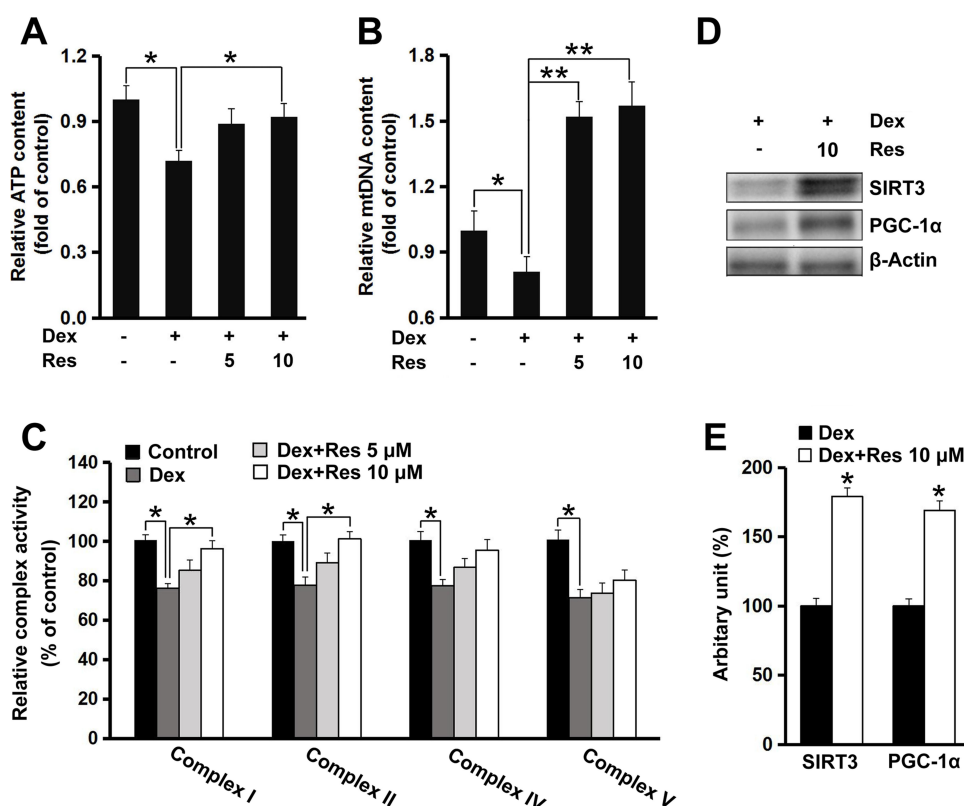 A
Relative ATP content
(fold of control)
1.2
0.9
0.6
0.3
0.0
* *
Dex - + + +
Res - - 5 10
B
Relative mtDNA content
(fold of control)
1.8
1.5
1.2
0.9
0.6
**
**
*
Dex - + + +
Res - - 5 10
D
+ + Dex
- 10 Res
SIRT3
PGC-1α
β-Actin
C
Control
Dex
Dex+Res 5 µM
Dex+Res 10 µM
Relative complex activity
(% of control)
140
120
100
80
60
40
20
0
* * * * * *
Complex I
Complex II
Complex IV
Complex V
E
Dex
Dex+Res 10 µM
Arbitary unit (%)
200
150
100
50
0
* *
SIRT3 PGC-1α